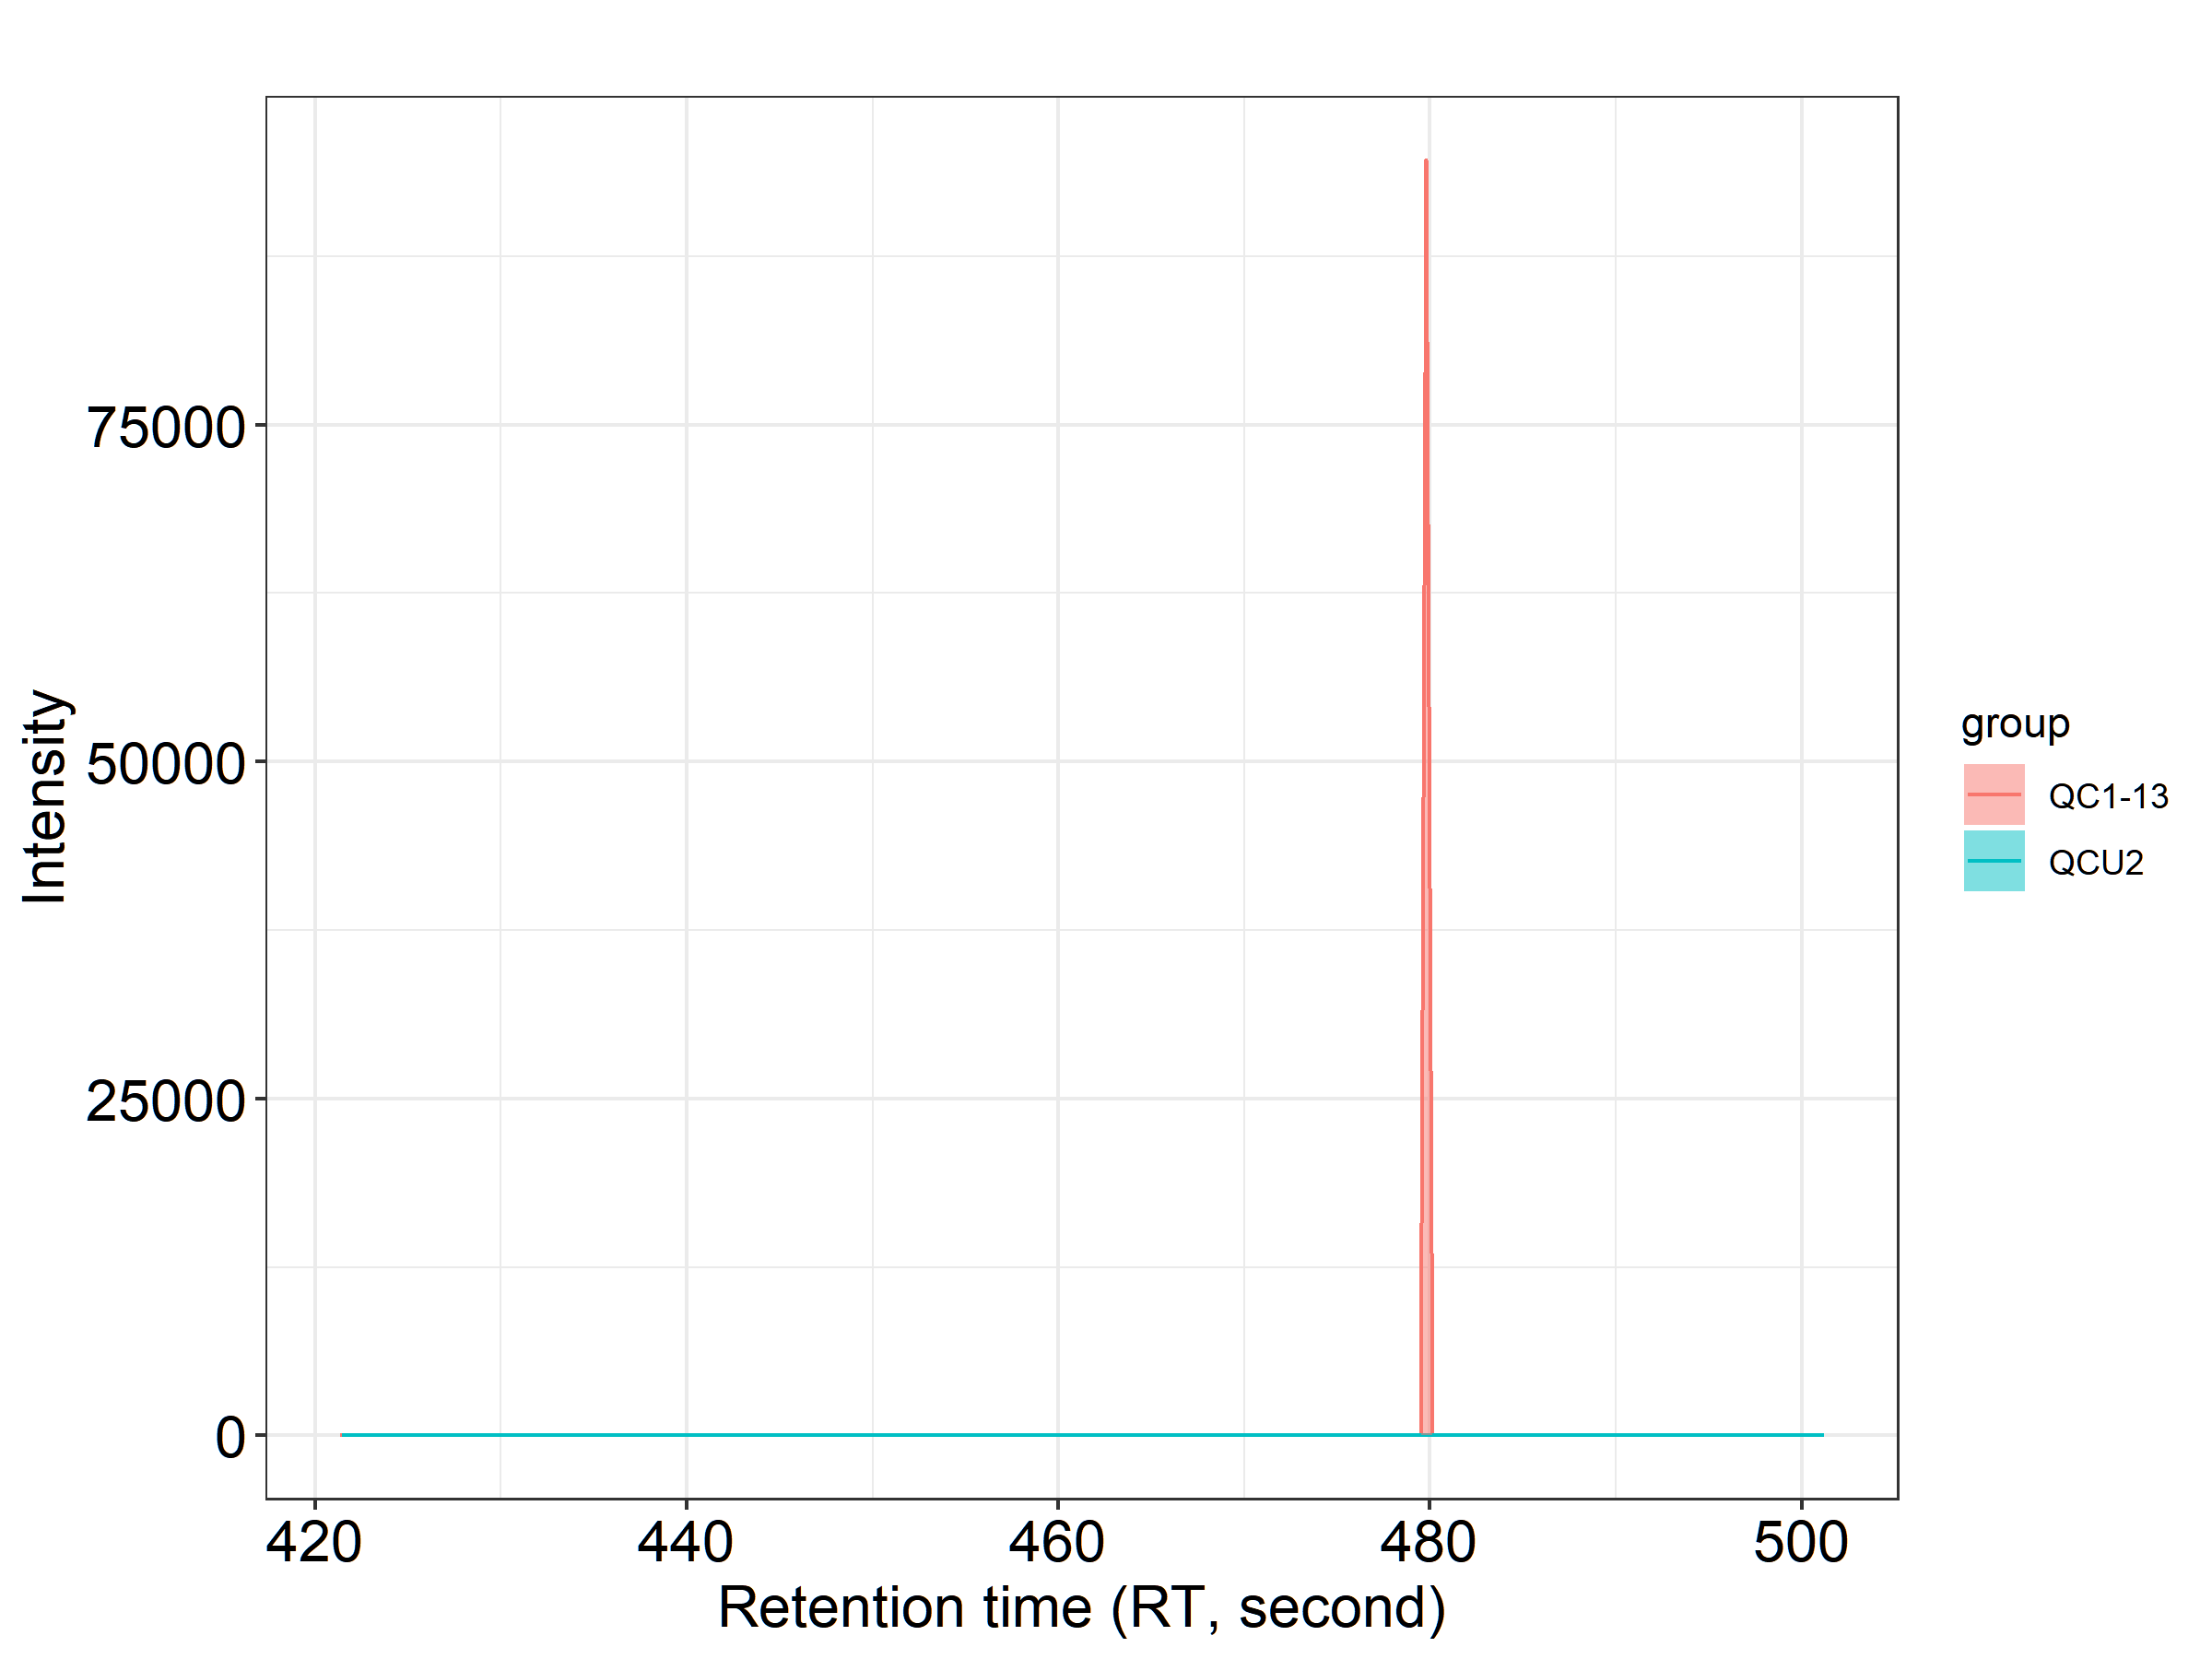 75000
50000
25000
0
Intensity
420 440 460 480 500
Retention time (RT, second)
group
QC1-13
QCU2